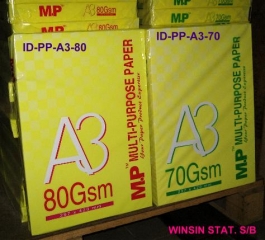 80Gsm
ID-PP-A3-80
ID-PP-A3-70
A3
80Gsm
MP MULTI-PURPOSE PAPER
A3
70Gsm
MP MULTI-PURPOSE PAPER
WINSIN STAT. S/B